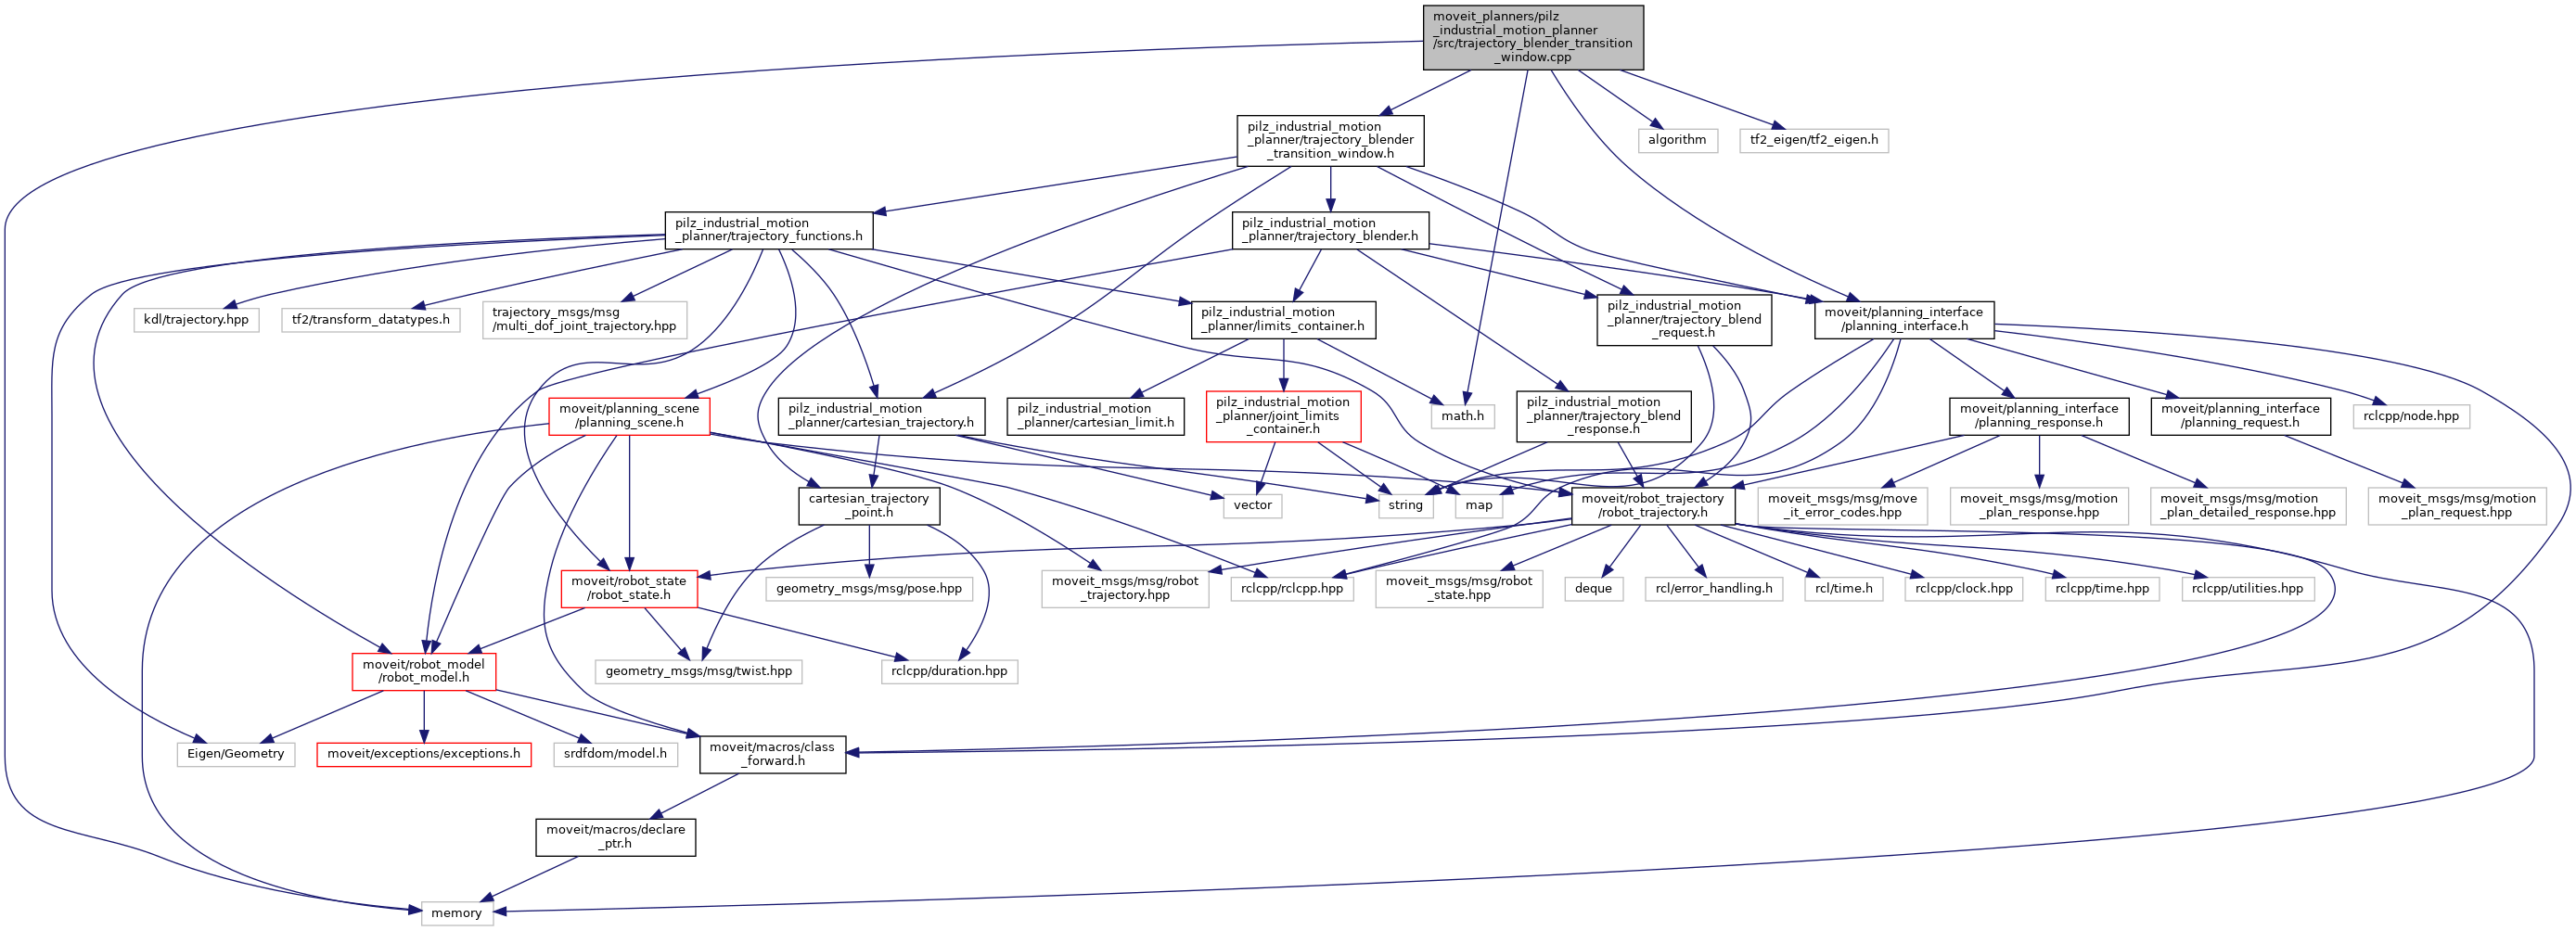 moveit_planners/pilz
_industrial_motion_planner
/src/trajectory_blender_transition
_window.cpp
pilz_industrial_motion
_planner/trajectory_blender
_transition_window.h
algorithm
tf2_eigen/tf2_eigen.h
pilz_industrial_motion
_planner/trajectory_functions.h
pilz_industrial_motion
_planner/trajectory_blender.h
kdl/trajectory.hpp
tf2/transform_datatypes.h
trajectory_msgs/msg
/multi_dof_joint_trajectory.hpp
pilz_industrial_motion
_planner/limits_container.h
pilz_industrial_motion
_planner/trajectory_blend
_request.h
moveit/planning_interface
/planning_interface.h
moveit/planning_scene
/planning_scene.h
pilz_industrial_motion
_planner/cartesian_trajectory.h
pilz_industrial_motion
_planner/cartesian_limit.h
pilz_industrial_motion
_planner/joint_limits
_container.h
math.h
pilz_industrial_motion
_planner/trajectory_blend
_response.h
moveit/planning_interface
/planning_response.h
moveit/planning_interface
/planning_request.h
rclcpp/node.hpp
cartesian_trajectory
_point.h
vector
string
map
moveit/robot_trajectory
/robot_trajectory.h
moveit_msgs/msg/move
_it_error_codes.hpp
moveit_msgs/msg/motion
_plan_response.hpp
moveit_msgs/msg/motion
_plan_detailed_response.hpp
moveit_msgs/msg/motion
_plan_request.hpp
moveit/robot_state
/robot_state.h
geometry_msgs/msg/pose.hpp
moveit_msgs/msg/robot
_trajectory.hpp
rclcpp/rclcpp.hpp
moveit_msgs/msg/robot
_state.hpp
deque
rcl/error_handling.h
rcl/time.h
rclcpp/clock.hpp
rclcpp/time.hpp
rclcpp/utilities.hpp
moveit/robot_model
/robot_model.h
geometry_msgs/msg/twist.hpp
rclcpp/duration.hpp
Eigen/Geometry
moveit/exceptions/exceptions.h
srdfdom/model.h
moveit/macros/class
_forward.h
moveit/macros/declare
_ptr.h
memory